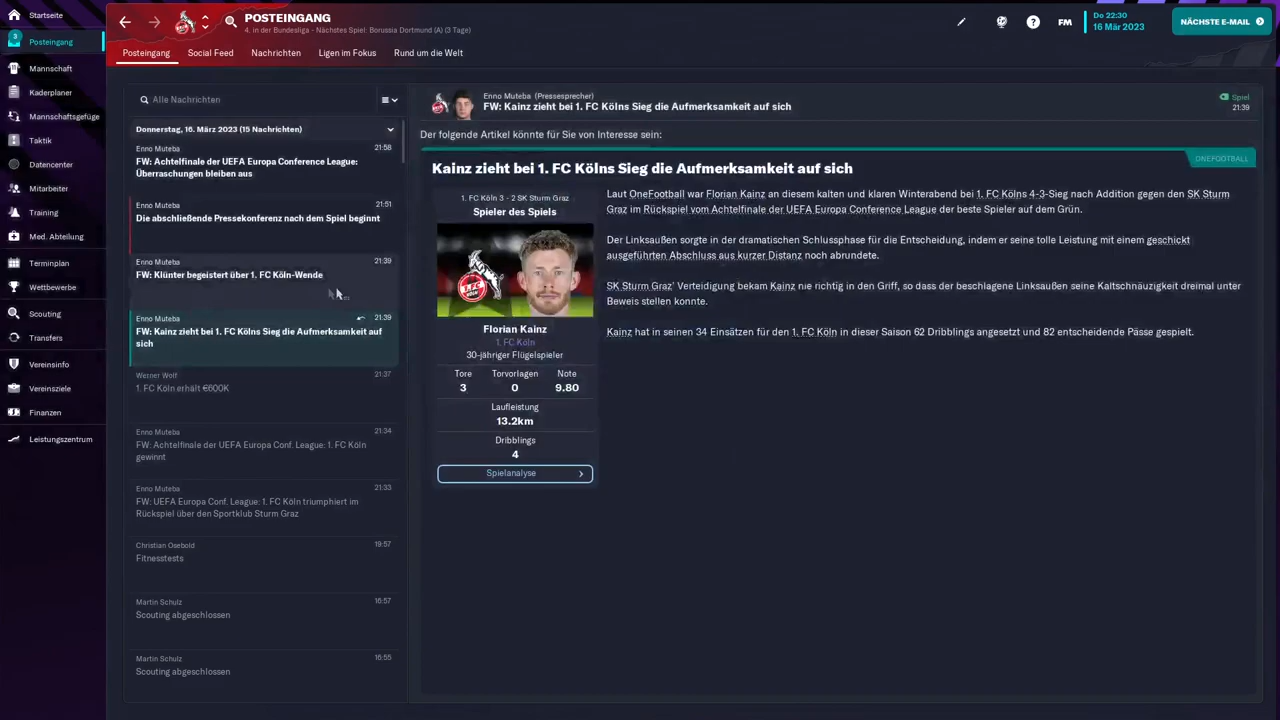 Startseite
3
Posteingang
Mannschaft
Kaderplaner
Mannschaftsgefüge
Taktik
Datencenter
Mitarbeiter
Training
Med. Abteilung
Terminplan
Wettbewerbe
Scouting
Transfers
Vereinsinfo
Vereinsziele
Finanzen
Leistungszentrum
POSTEINGANG
4. in der Bundesliga - Nächstes Spiel: Borussia Dortmund (A) (3 Tage)
FM
Do 22:30
16 Mär 2023
NÄCHSTE E-MAIL
Posteingang
Social Feed
Nachrichten
Ligen im Fokus
Rund um die Welt
Alle Nachrichten
Donnerstag, 16. März 2023 (15 Nachrichten)
Enno Muteba 21:58
FW: Achtelfinale der UEFA Europa Conference League:
Überraschungen bleiben aus
Enno Muteba 21:51
Die abschließende Pressekonferenz nach dem Spiel beginnt
Enno Muteba 21:39
FW: Klünter begeistert über 1. FC Köln-Wende
Enno Muteba 21:39
FW: Kainz zieht bei 1. FC Kölns Sieg die Aufmerksamkeit auf
sich
Werner Wolf 21:37
1. FC Köln erhält €600K
Enno Muteba 21:34
FW: Achtelfinale der UEFA Europa Conf. League: 1. FC Köln
gewinnt
Enno Muteba 21:33
FW: UEFA Europa Conf. League: 1. FC Köln triumphiert im
Rückspiel über den Sportklub Sturm Graz
Christian Osebold 19:57
Fitnesstests
Martin Schulz 16:57
Scouting abgeschlossen
Martin Schulz 16:55
Scouting abgeschlossen
Enno Muteba (Pressesprecher)
FW: Kainz zieht bei 1. FC Kölns Sieg die Aufmerksamkeit auf sich
Spiel
21:39
Der folgende Artikel könnte für Sie von Interesse sein:
ONEFOOTBALL
Kainz zieht bei 1. FC Kölns Sieg die Aufmerksamkeit auf sich
1. FC Köln 3 - 2 SK Sturm Graz
Spieler des Spiels
1.FC KÖLN
Florian Kainz
1. FC Köln
30-jähriger Flügelspieler
Tore Torvorlagen Note
3 0 9.80
Laufleistung
13.2km
Dribblings
4
Spielanalyse
Laut OneFootball war Florian Kainz an diesem kalten und klaren Winterabend bei 1. FC Kölns 4-3-Sieg nach Addition gegen den SK Sturm
Graz im Rückspiel vom Achtelfinale der UEFA Europa Conference League der beste Spieler auf dem Grün.
Der Linksaußen sorgte in der dramatischen Schlussphase für die Entscheidung, indem er seine tolle Leistung mit einem geschickt
ausgeführten Abschluss aus kurzer Distanz noch abrundete.
SK Sturm Graz' Verteidigung bekam Kainz nie richtig in den Griff, so dass der beschlagene Linksaußen seine Kaltschnäuzigkeit dreimal unter
Beweis stellen konnte.
Kainz hat in seinen 34 Einsätzen für den 1. FC Köln in dieser Saison 62 Dribblings angesetzt und 82 entscheidende Pässe gespielt.